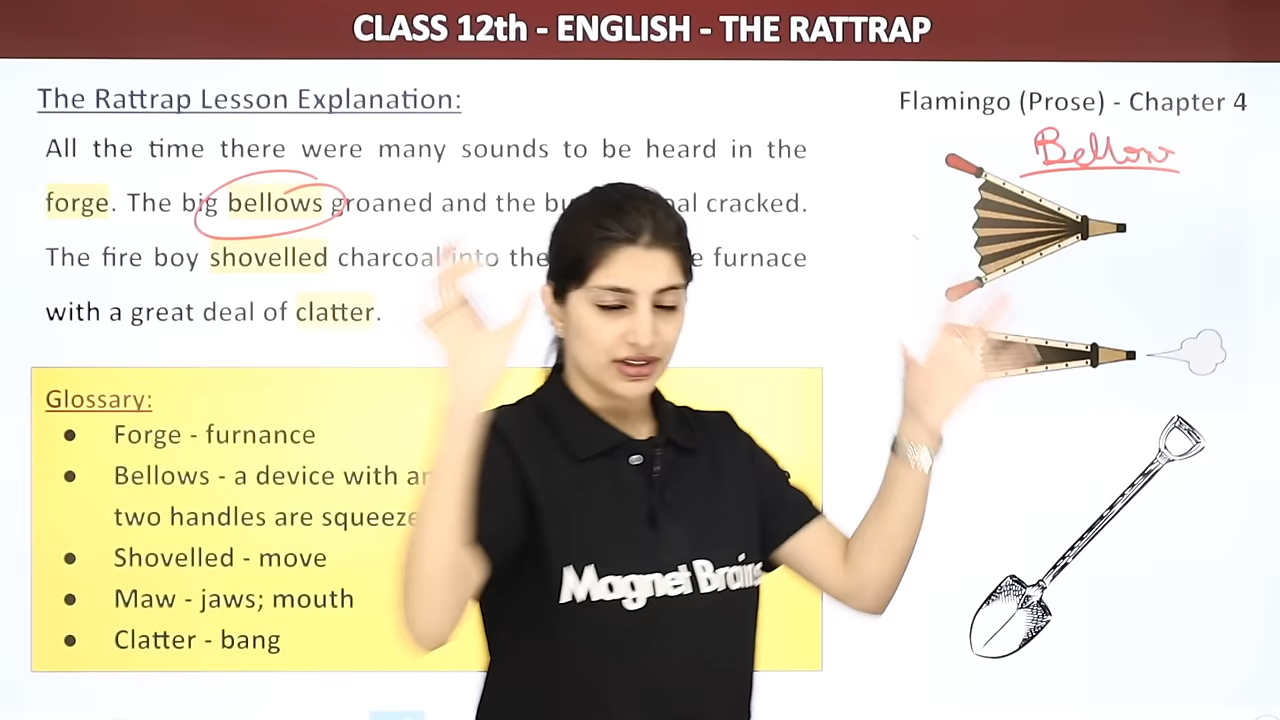 CLASS 12th - ENGLISH - THE RATTRAP
The Rattrap Lesson Explanation:
Flamingo (Prose) - Chapter 4
Bellow
All the time there were many sounds to be heard in the
forge. The big bellows groaned and the cracked.
The fire boy shovelled charcoal into the furnace
with a great deal of clatter.
Glossary:
● Forge - furnance
● Bellows - a device with
two handles are
● Shovelled - move
● Maw - jaws; mouth
● Clatter - bang
Magnet Brains